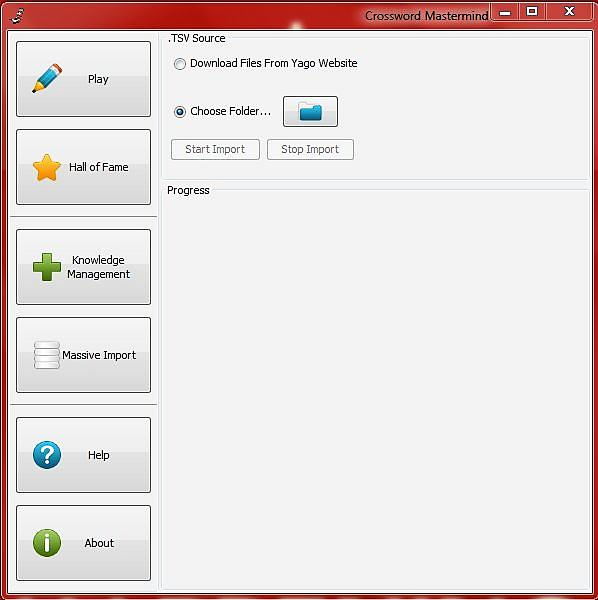 Crossword Mastermind
Play
Hall of Fame
Knowledge
Management
Massive Import
Help
About
.TSV Source
Download Files From Yago Website
Choose Folder...
Start Import Stop Import
Progress